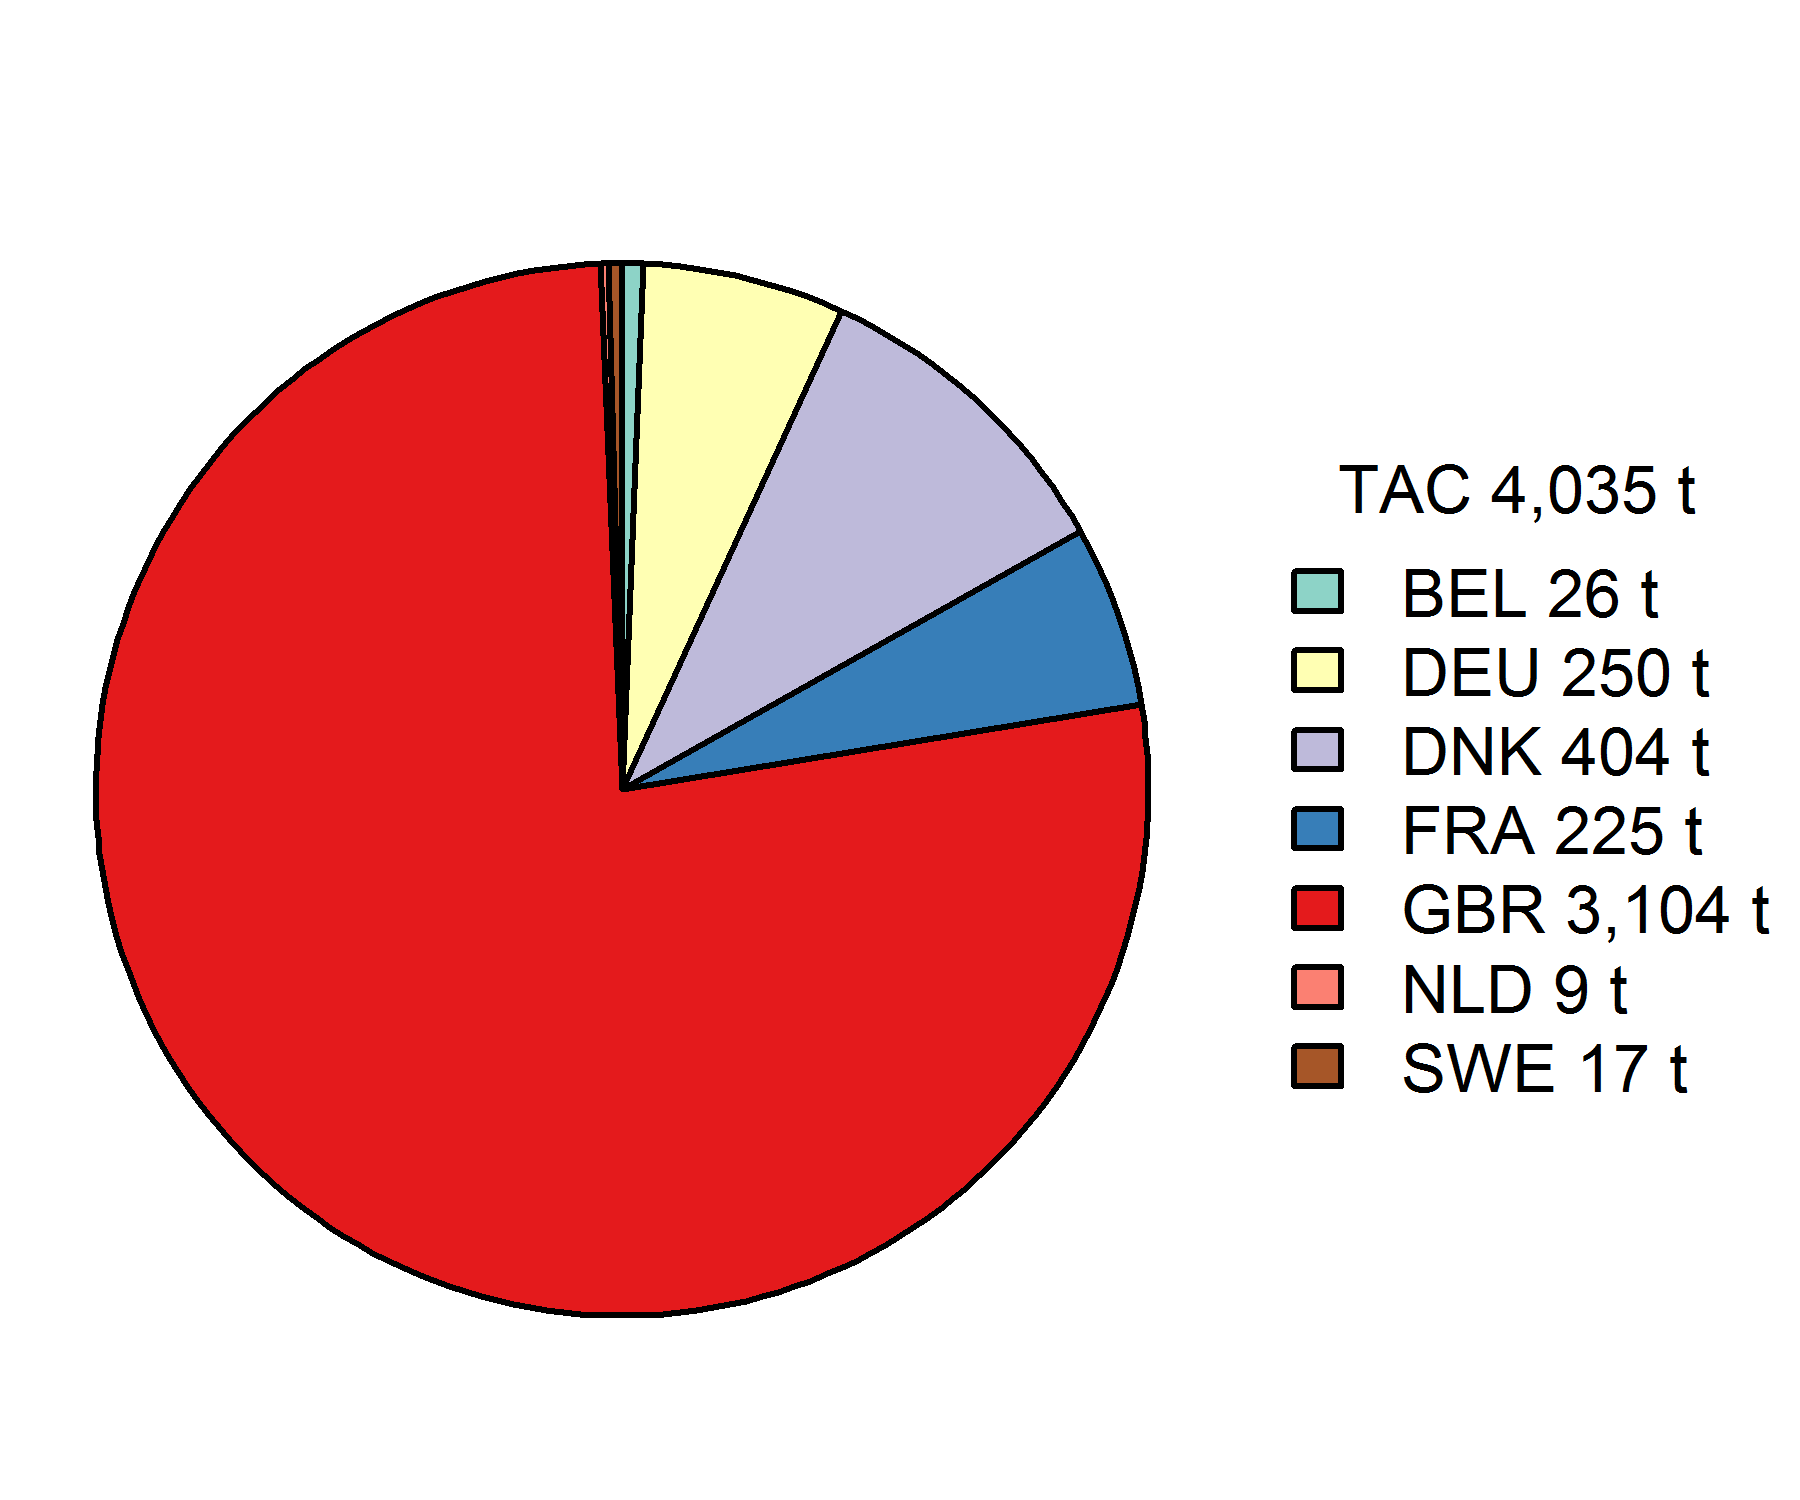 TAC 4,035 t
BEL 26 t
DEU 250 t
DNK 404 t
FRA 225 t
GBR 3,104 t
NLD 9 t
SWE 17 t